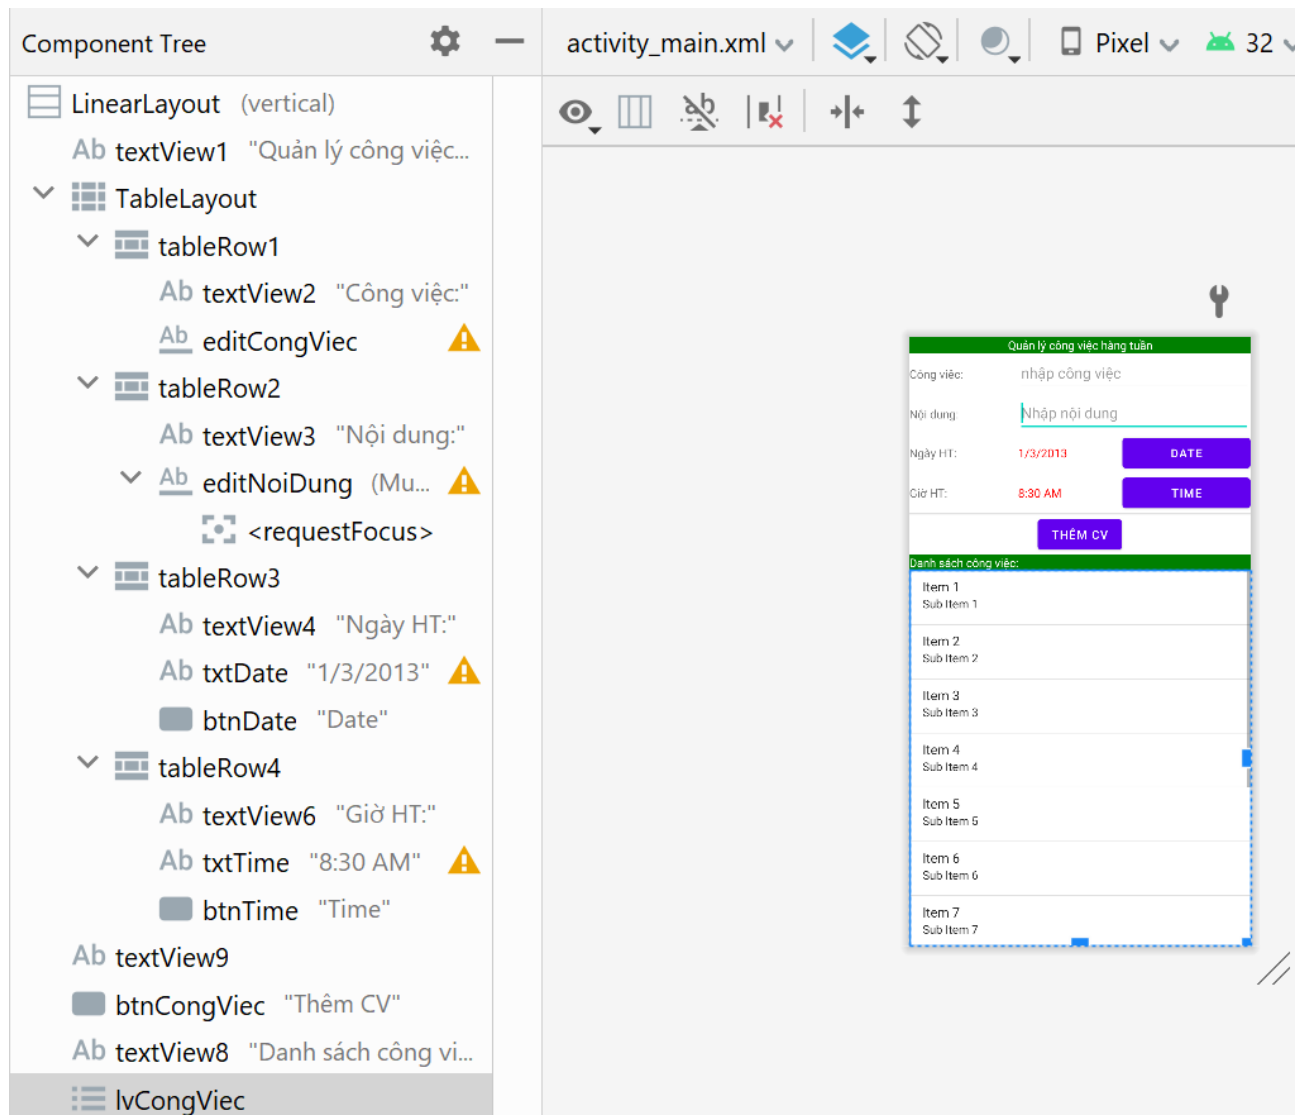 Component Tree
activity_main.xml
Pixel
32
LinearLayout (vertical)
Ab textView1 "Quản lý công việc...
TableLayout
tableRow1
Ab textView2 "Công việc:"
Ab editCongViec
tableRow2
Ab textView3 "Nội dung:"
Ab editNoiDung (Mu...
<requestFocus>
tableRow3
Ab textView4 "Ngày HT:"
Ab txtDate "1/3/2013"
btnDate "Date"
tableRow4
Ab textView6 "Giờ HT:"
Ab txtTime "8:30 AM"
btnTime "Time"
Ab textView9
btnCongViec "Thêm CV"
Ab textView8 "Danh sách công vi...
lvCongViec
ab
Quản lý công việc hàng tuần
Công việc: nhập công việc
Nội dung: Nhập nội dung
Ngày HT: 1/3/2013 DATE
Giờ HT: 8:30 AM TIME
THÊM CV
Danh sách công việc:
Item 1
Sub Item 1
Item 2
Sub Item 2
Item 3
Sub Item 3
Item 4
Sub Item 4
Item 5
Sub Item 5
Item 6
Sub Item 6
Item 7
Sub Item 7